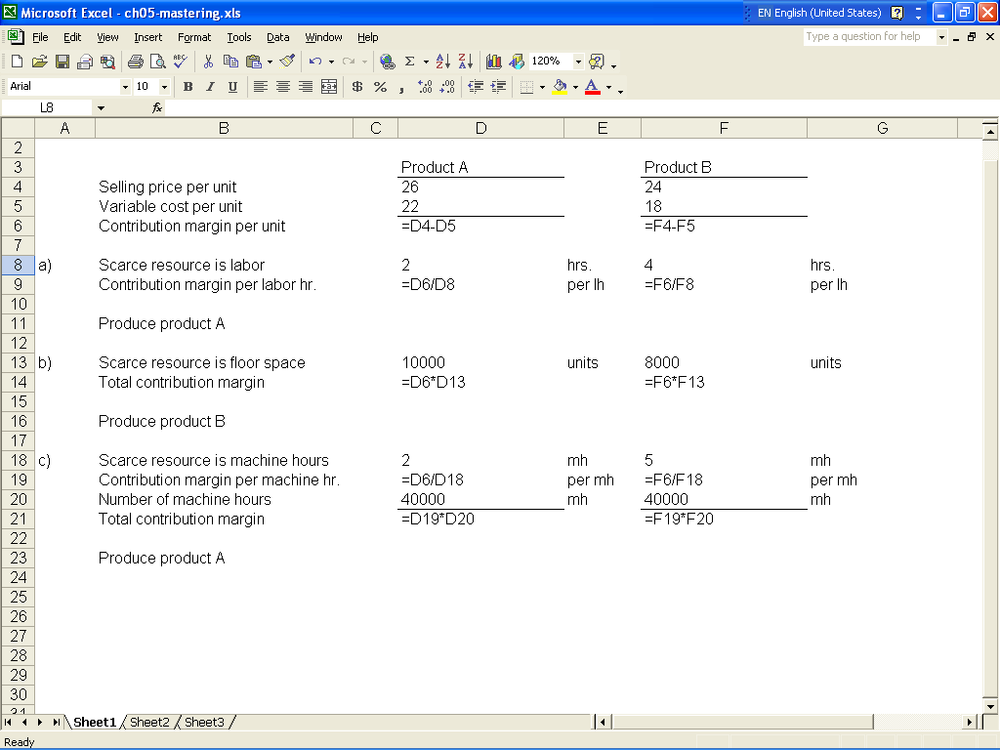 Microsoft Excel - ch05-mastering.xls EN English (United States)
File Edit View Insert Format Tools Data Window Help Type a question for help
120%
Arial 10 B I U $ % , .00
L8 fx
A B C D E F G
2
3 Product A Product B
4 Selling price per unit 26 24
5 Variable cost per unit 22 18
6 Contribution margin per unit =D4-D5 =F4-F5
7
8 a) Scarce resource is labor 2 hrs. 4 hrs.
9 Contribution margin per labor hr. =D6/D8 per lh =F6/F8 per lh
10
11 Produce product A
12
13 b) Scarce resource is floor space 10000 units 8000 units
14 Total contribution margin =D6*D13 =F6*F13
15
16 Produce product B
17
18 c) Scarce resource is machine hours 2 mh 5 mh
19 Contribution margin per machine hr. =D6/D18 per mh =F6/F18 per mh
20 Number of machine hours 40000 mh 40000 mh
21 Total contribution margin =D19*D20 =F19*F20
22
23 Produce product A
24
25
26
27
28
29
30
31
Sheet1 Sheet2 Sheet3
Ready